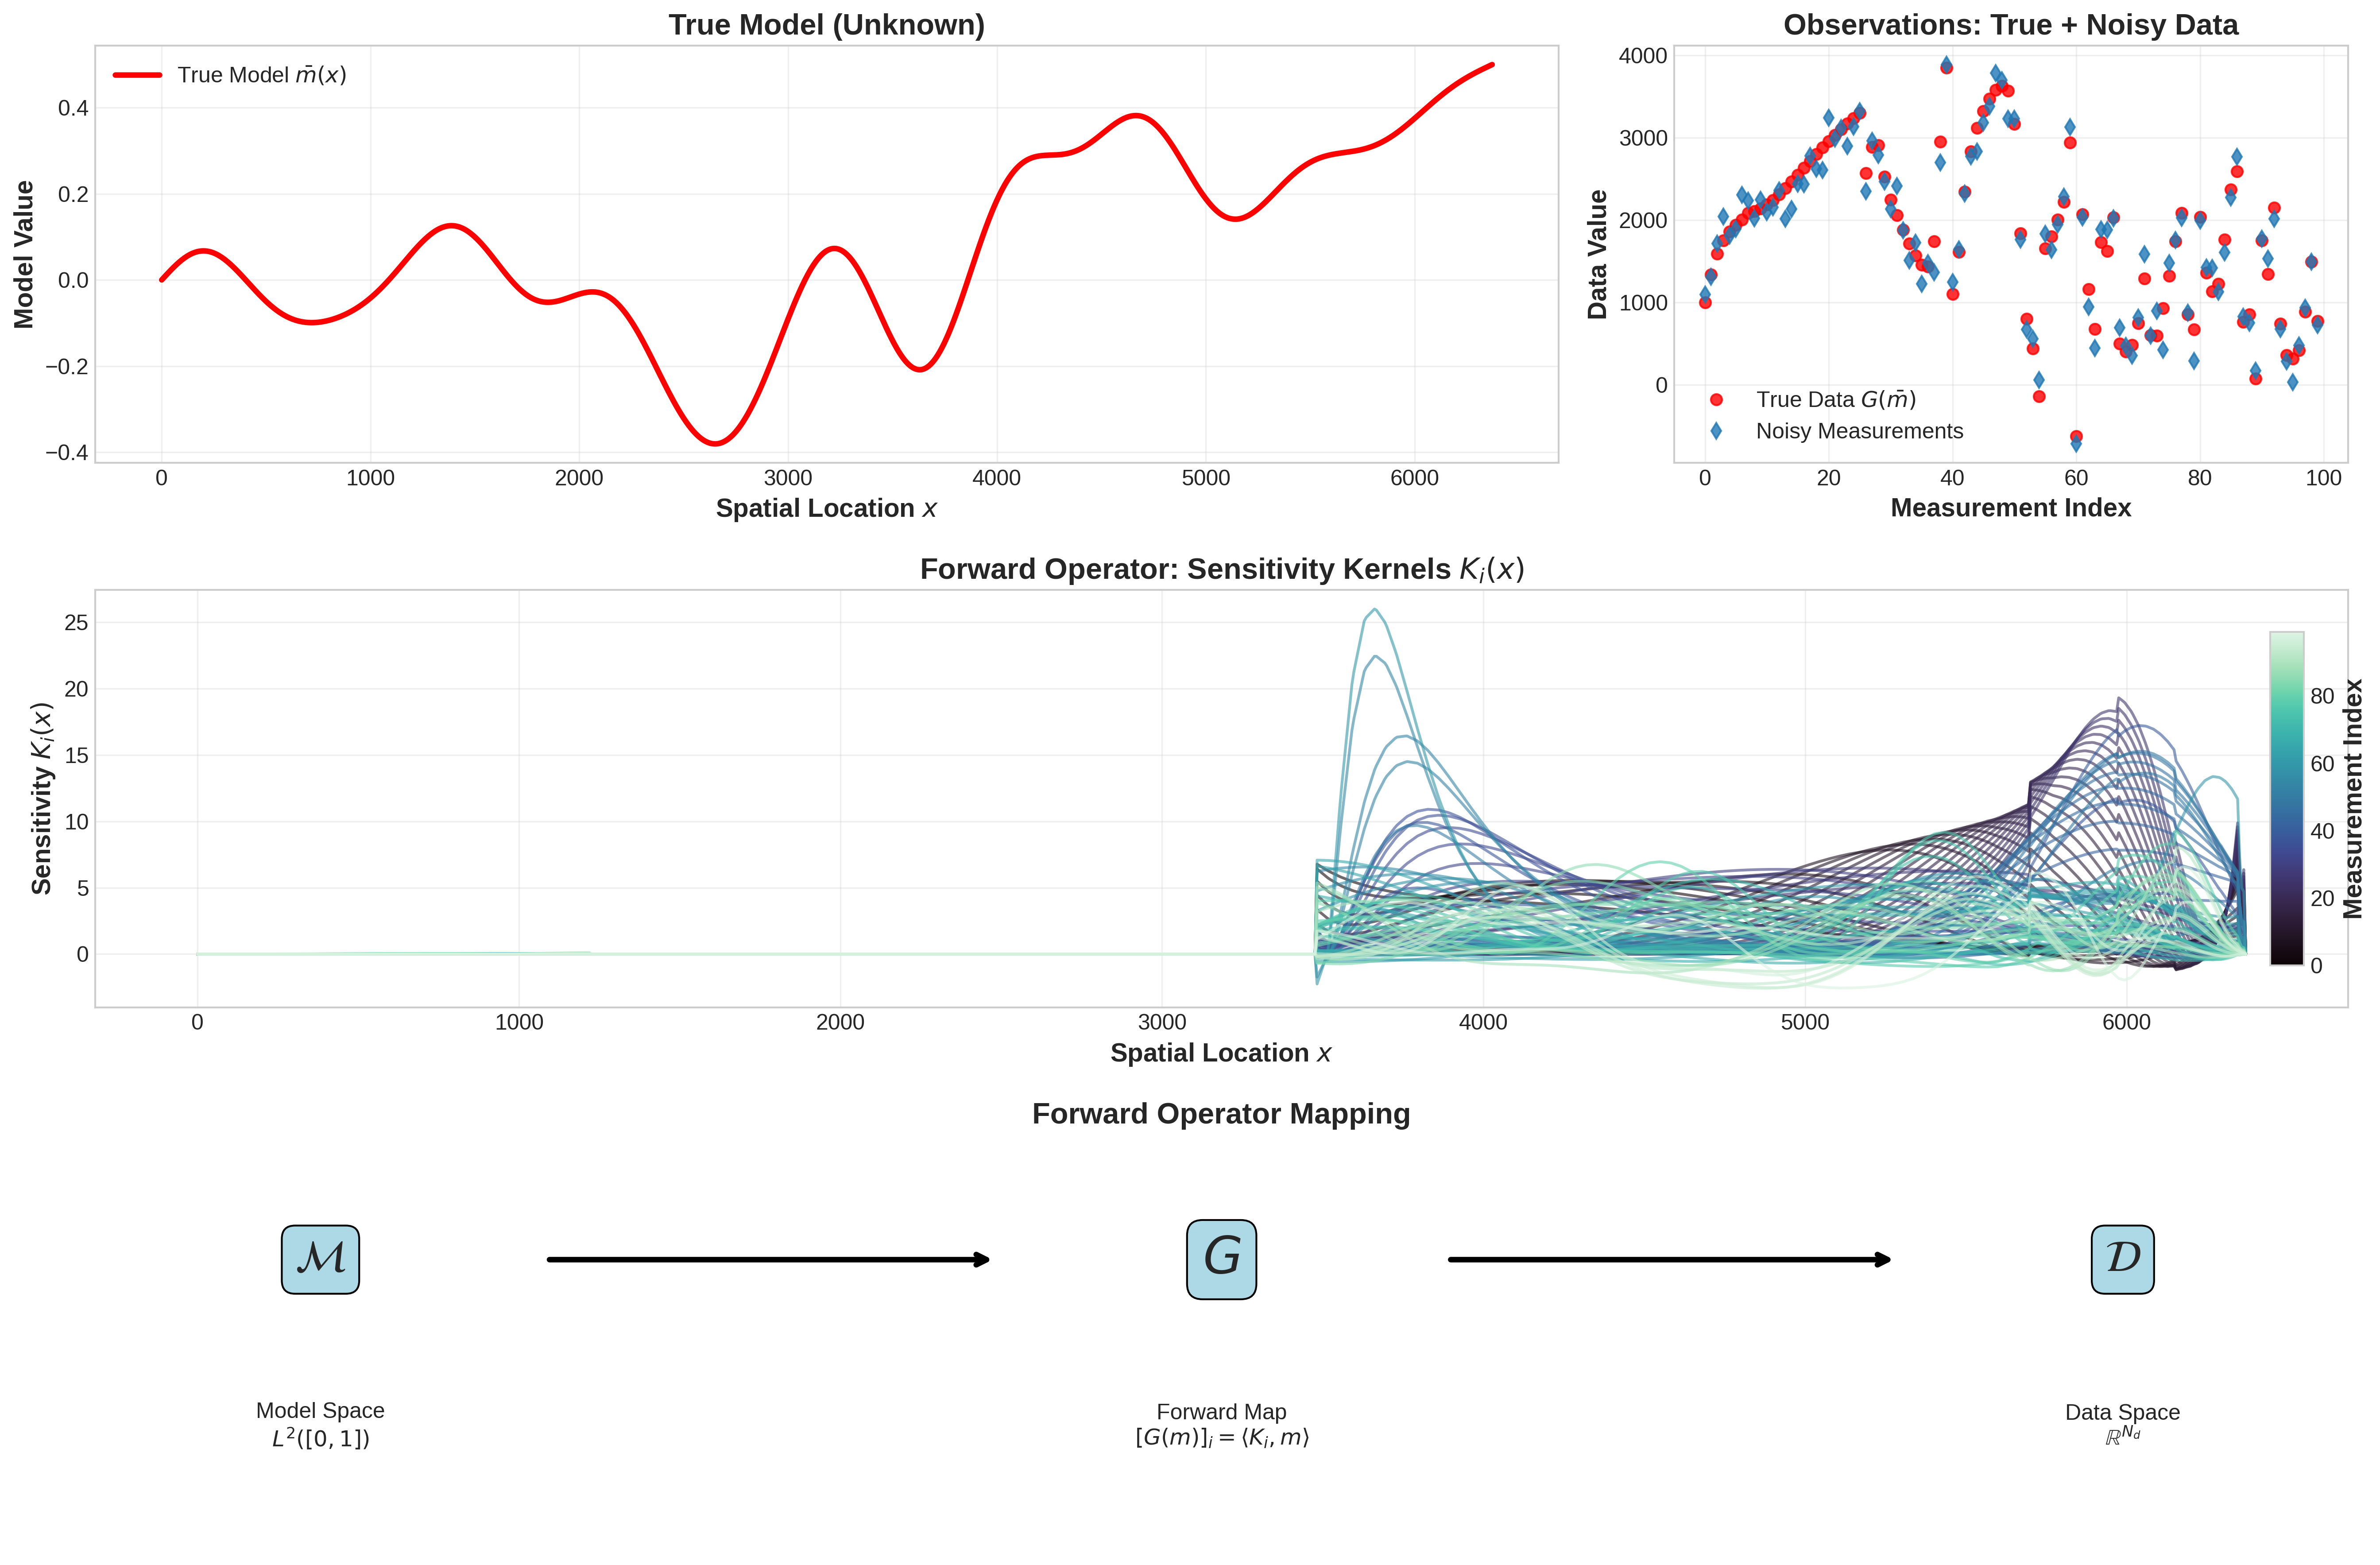 True Model (Unknown)
True Model m̄(x)
Model Value
0.4
0.2
0.0
−0.2
−0.4
0 1000 2000 3000 4000 5000 6000
Spatial Location x
Observations: True + Noisy Data
Data Value
4000
3000
2000
1000
0
True Data G(m̄)
Noisy Measurements
0 20 40 60 80 100
Measurement Index
Forward Operator: Sensitivity Kernels Kᵢ(x)
Sensitivity Kᵢ(x)
25
20
15
10
5
0
0 1000 2000 3000 4000 5000 6000
Spatial Location x
80
60
40
20
0
Measurement Index
Forward Operator Mapping
ℳ
G
𝒟
Model Space
L²([0, 1])
Forward Map
[G(m)]ᵢ = ⟨Kᵢ, m⟩
Data Space
ℝ^{N_d}